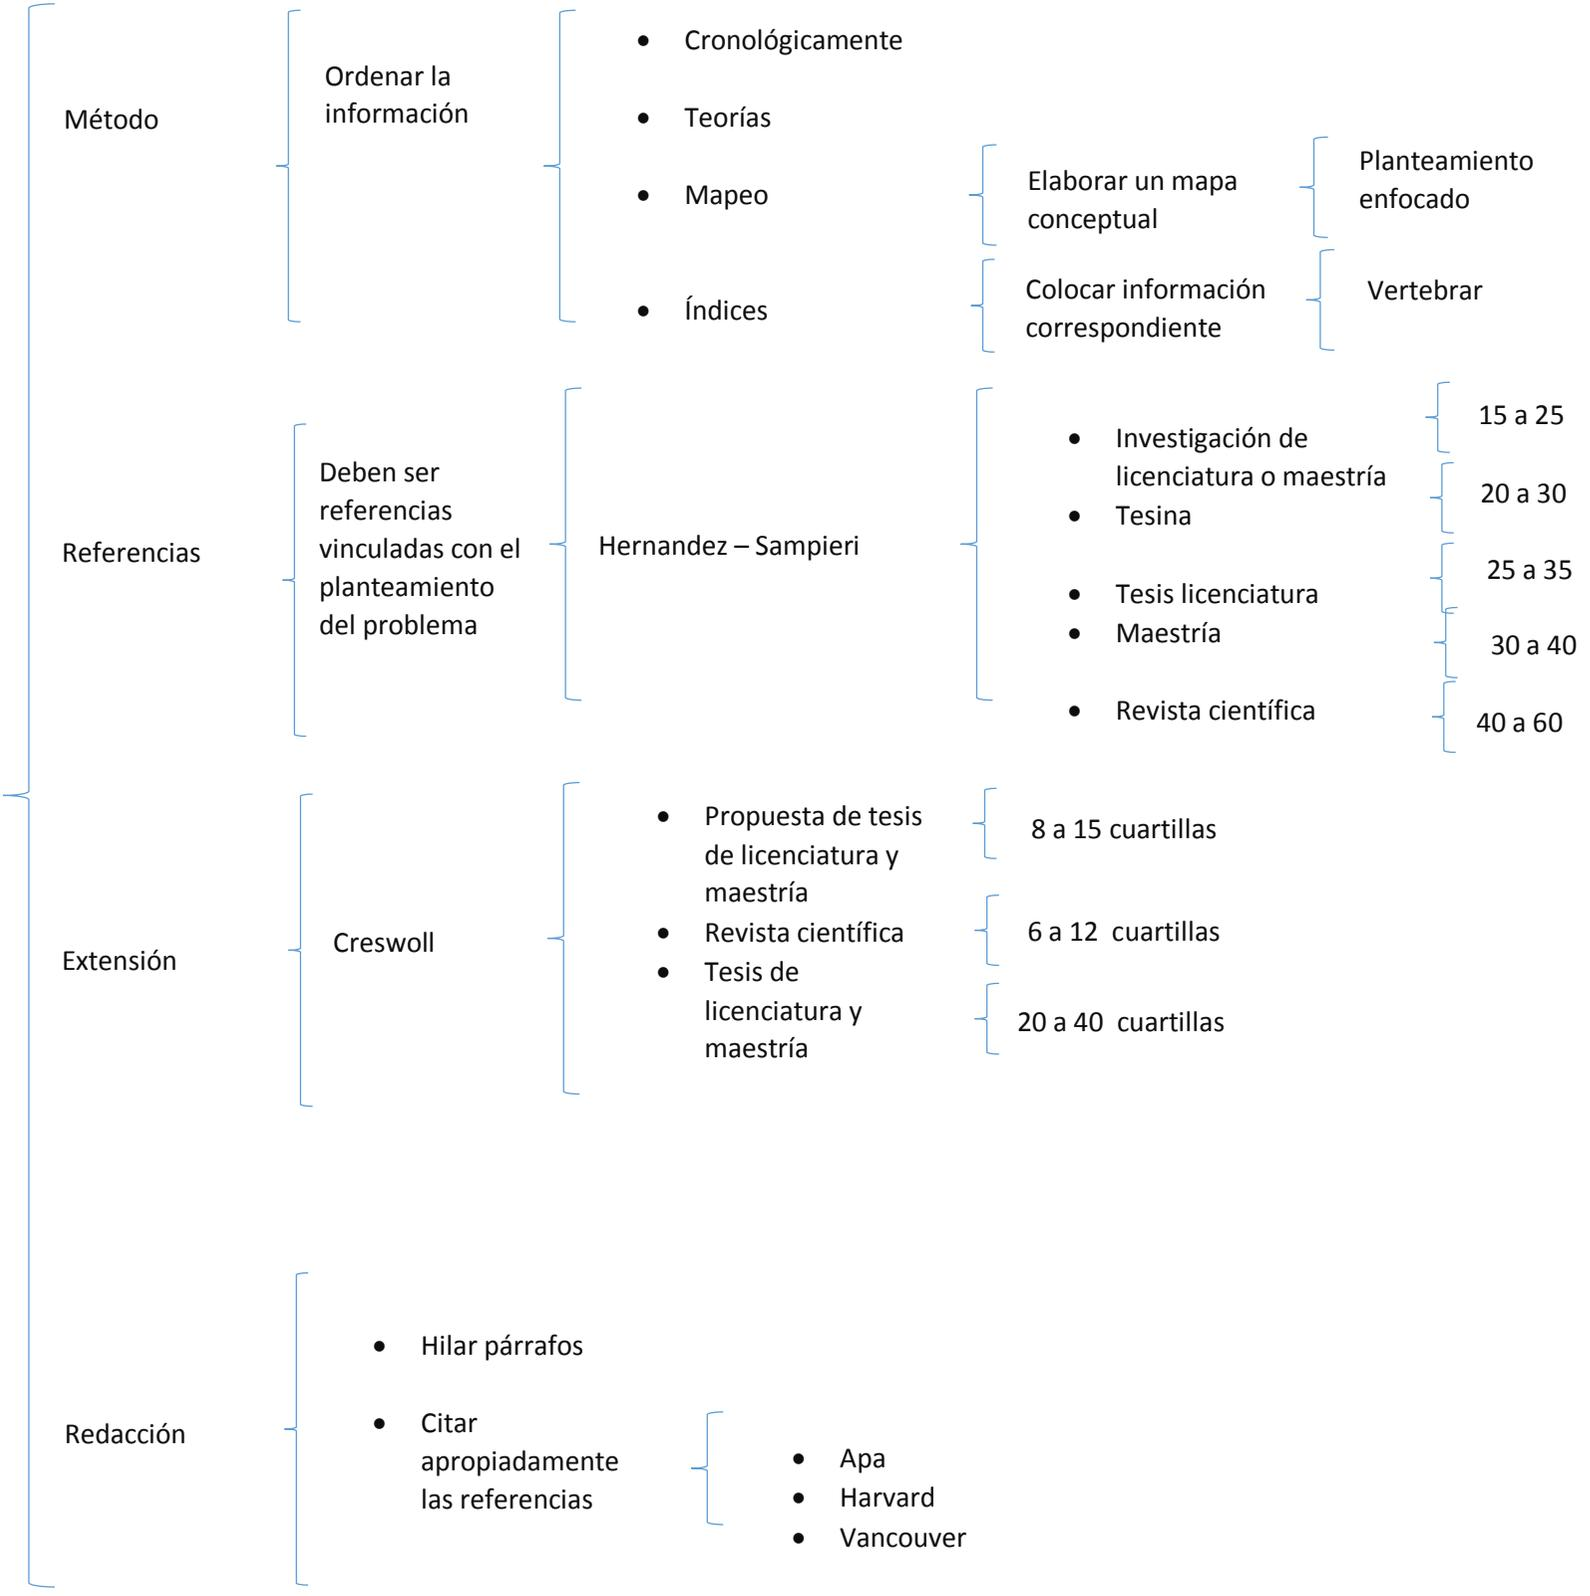 Método
Ordenar la
información
• Cronológicamente
• Teorías
• Mapeo
Elaborar un mapa
conceptual
Planteamiento
enfocado
• Índices
Colocar información
correspondiente
Vertebrar
Referencias
Deben ser
referencias
vinculadas con el
planteamiento
del problema
Hernandez – Sampieri
• Investigación de
licenciatura o maestría
15 a 25
• Tesina
20 a 30
• Tesis licenciatura
25 a 35
• Maestría
30 a 40
• Revista científica
40 a 60
Extensión
Creswoll
• Propuesta de tesis
de licenciatura y
maestría
8 a 15 cuartillas
• Revista científica
6 a 12 cuartillas
• Tesis de
licenciatura y
maestría
20 a 40 cuartillas
Redacción
• Hilar párrafos
• Citar
apropiadamente
las referencias
• Apa
• Harvard
• Vancouver